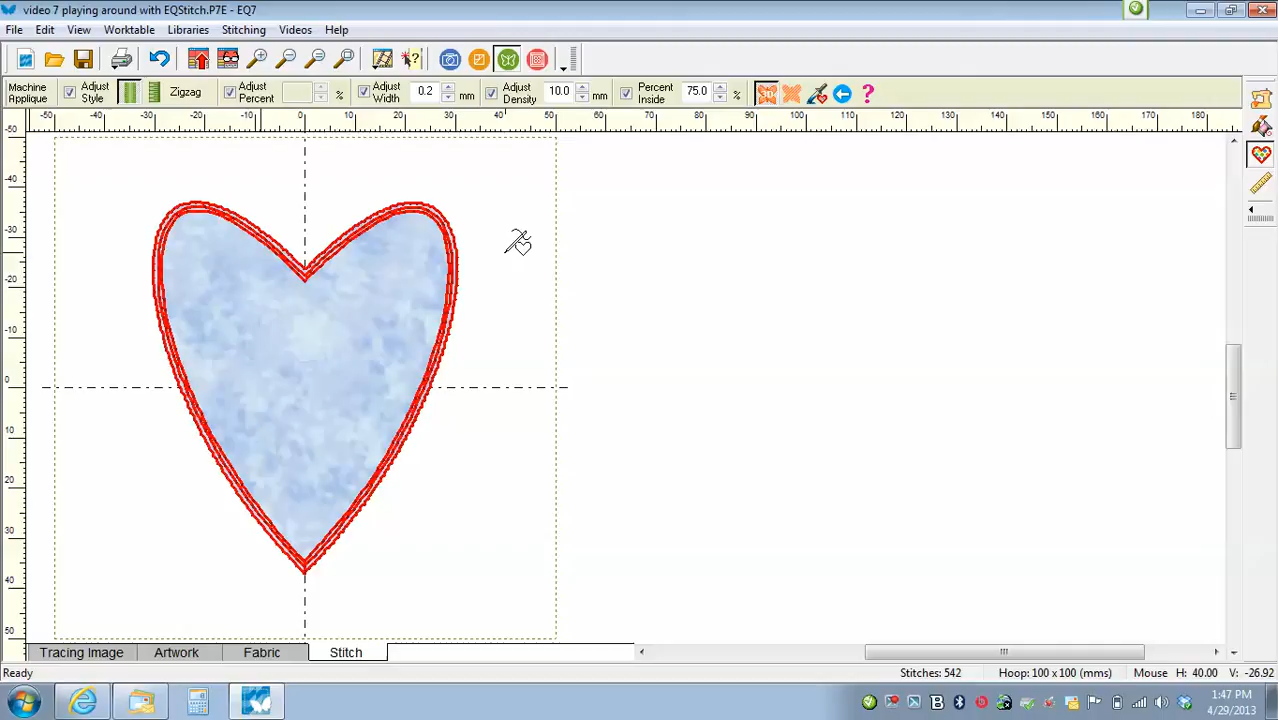 video 7 playing around with EQStitch.P7E - EQ7
File Edit View Worktable Libraries Stitching Videos Help
Machine Applique Adjust Style Zigzag Adjust Percent % Adjust Width 0.2 mm Adjust Density 10.0 mm Percent Inside 75.0 %
-50 -40 -30 -20 -10 0 10 20 30 40 50 60 70 80 90 100 110 120 130 140 150 160 170 180
-50
-40
-30
-20
-10
0
10
20
30
40
50
Tracing Image Artwork Fabric Stitch
Ready Stitches: 542 Hoop: 100 x 100 (mms) Mouse H: 40.00 V: -26.92
1:47 PM
4/29/2013